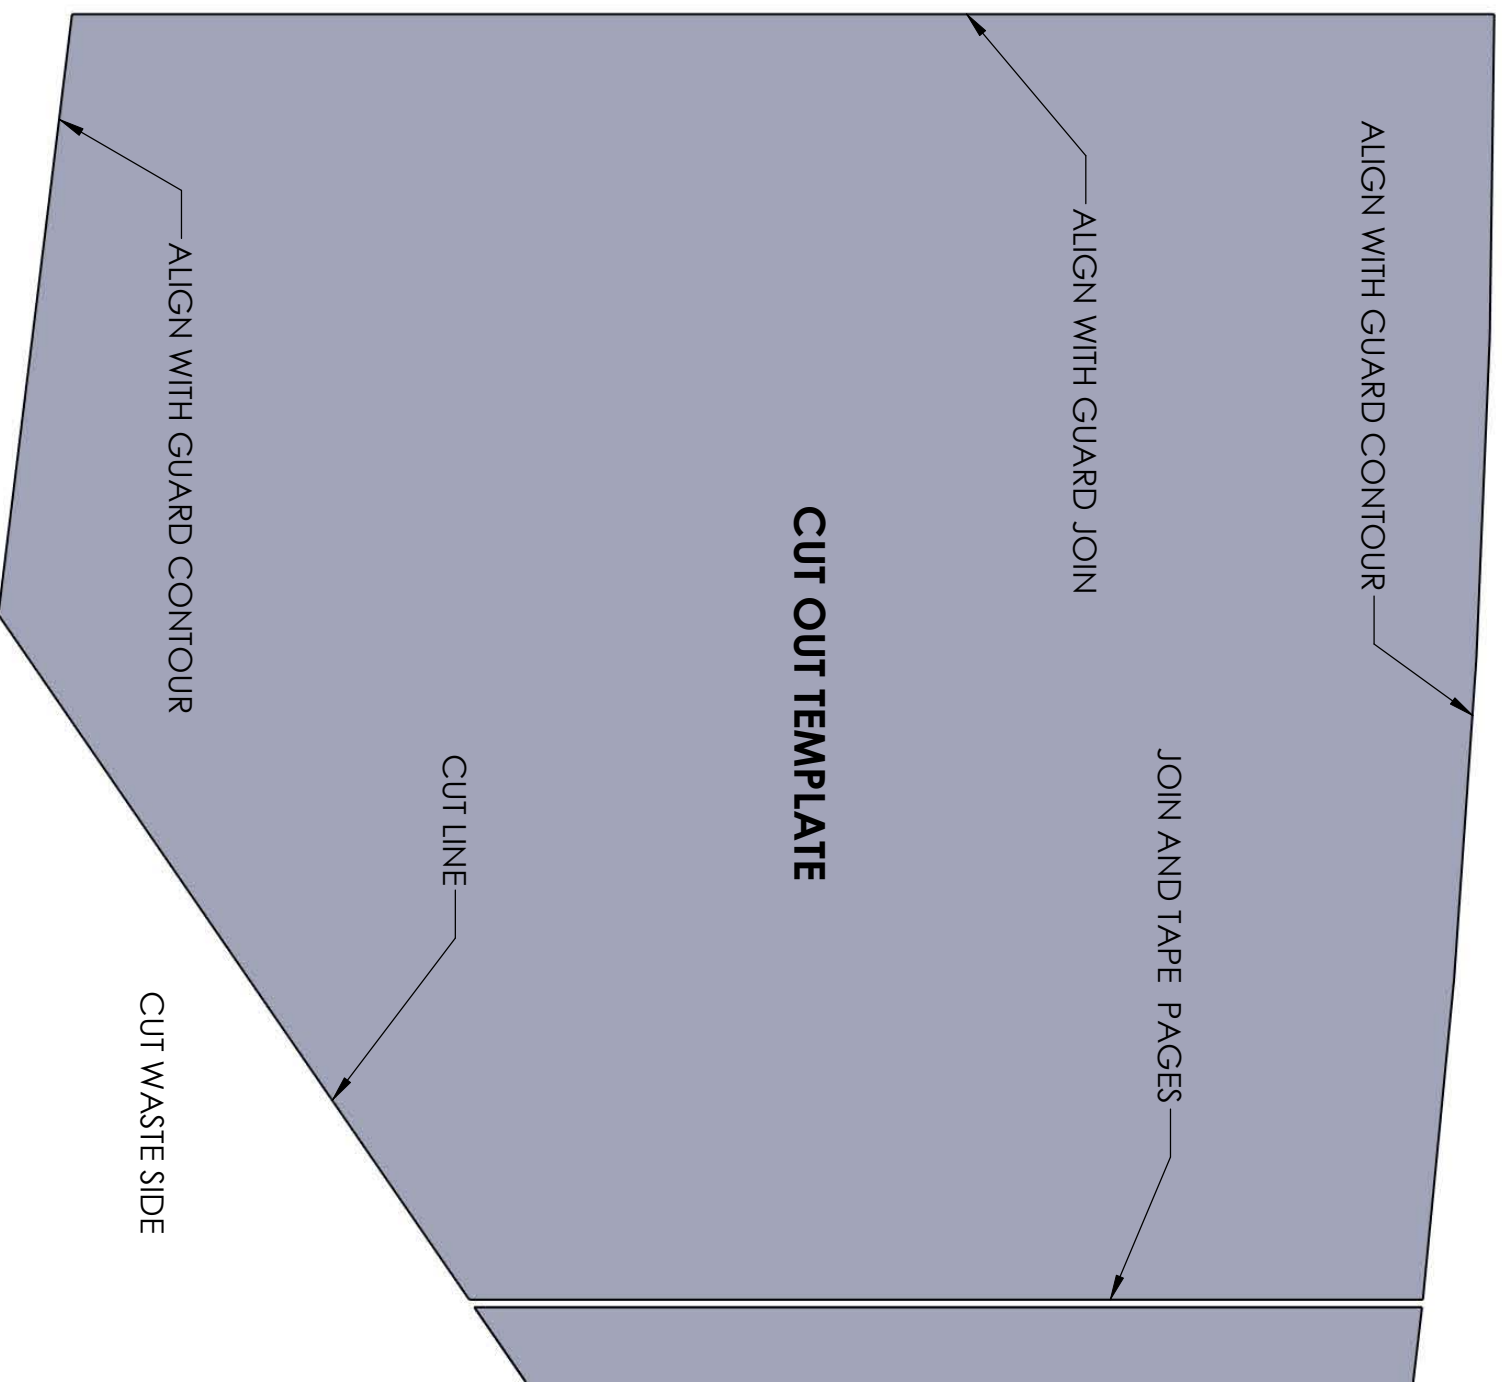 ALIGN WITH GUARD CONTOUR
JOIN AND TAPE PAGES
ALIGN WITH GUARD JOIN
CUT OUT TEMPLATE
CUT LINE
ALIGN WITH GUARD CONTOUR
CUT WASTE SIDE